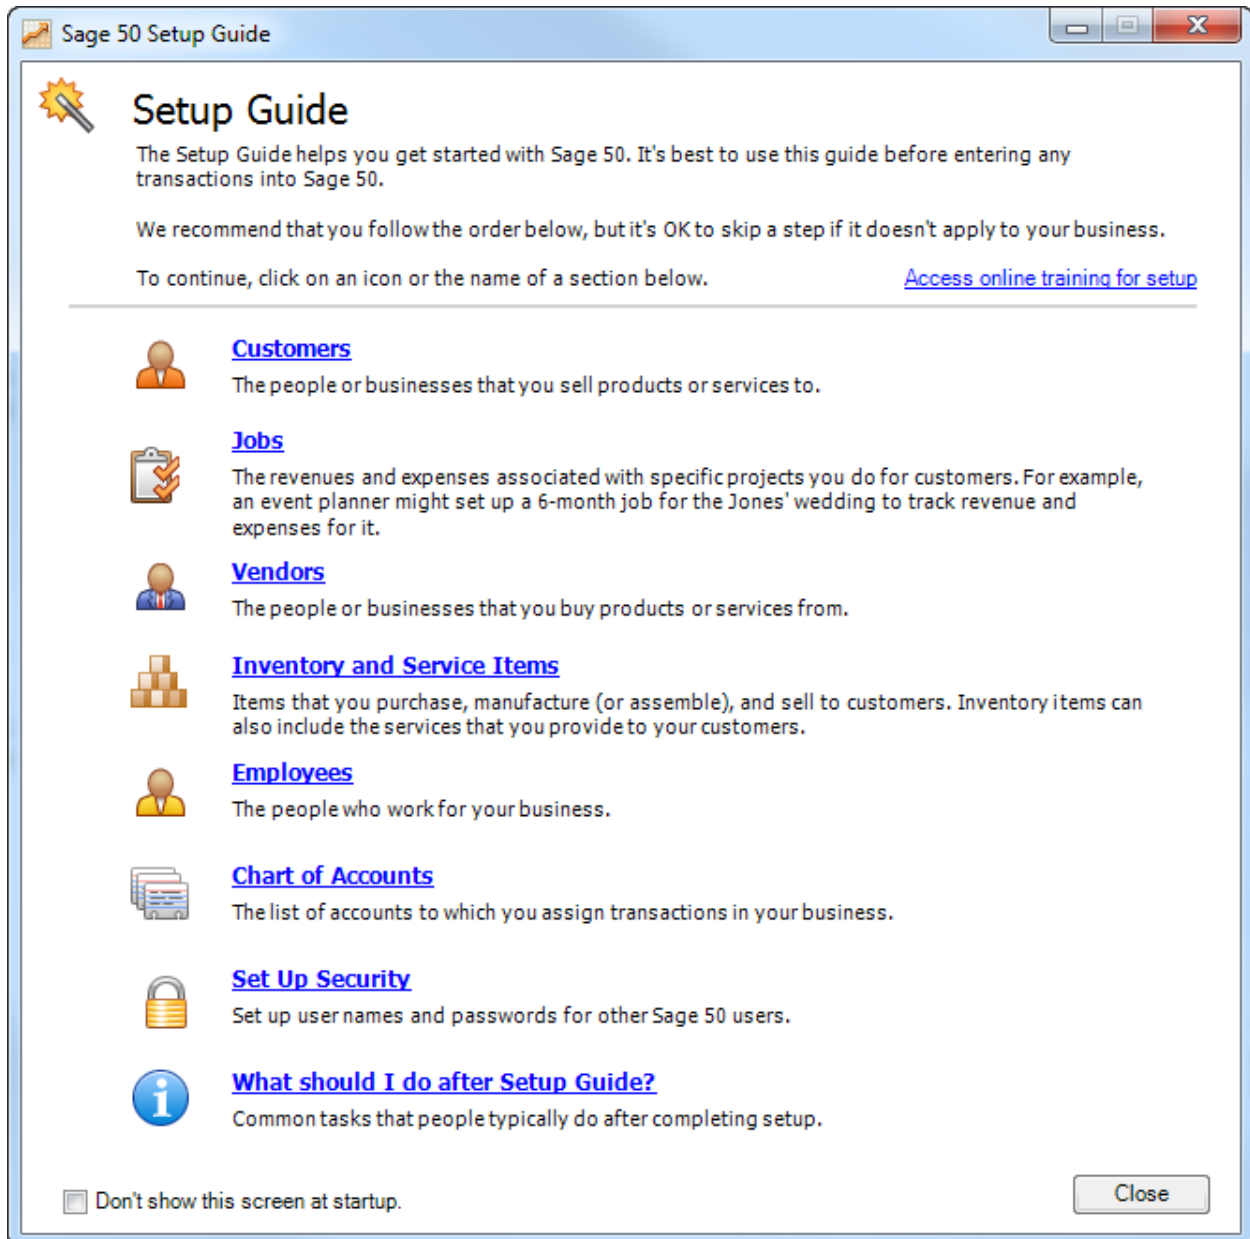 Sage 50 Setup Guide
Setup Guide
The Setup Guide helps you get started with Sage 50. It's best to use this guide before entering any
transactions into Sage 50.
We recommend that you follow the order below, but it's OK to skip a step if it doesn't apply to your business.
To continue, click on an icon or the name of a section below.
Access online training for setup
Customers
The people or businesses that you sell products or services to.
Jobs
The revenues and expenses associated with specific projects you do for customers. For example,
an event planner might set up a 6-month job for the Jones' wedding to track revenue and
expenses for it.
Vendors
The people or businesses that you buy products or services from.
Inventory and Service Items
Items that you purchase, manufacture (or assemble), and sell to customers. Inventory items can
also include the services that you provide to your customers.
Employees
The people who work for your business.
Chart of Accounts
The list of accounts to which you assign transactions in your business.
Set Up Security
Set up user names and passwords for other Sage 50 users.
What should I do after Setup Guide?
Common tasks that people typically do after completing setup.
Don't show this screen at startup.
Close